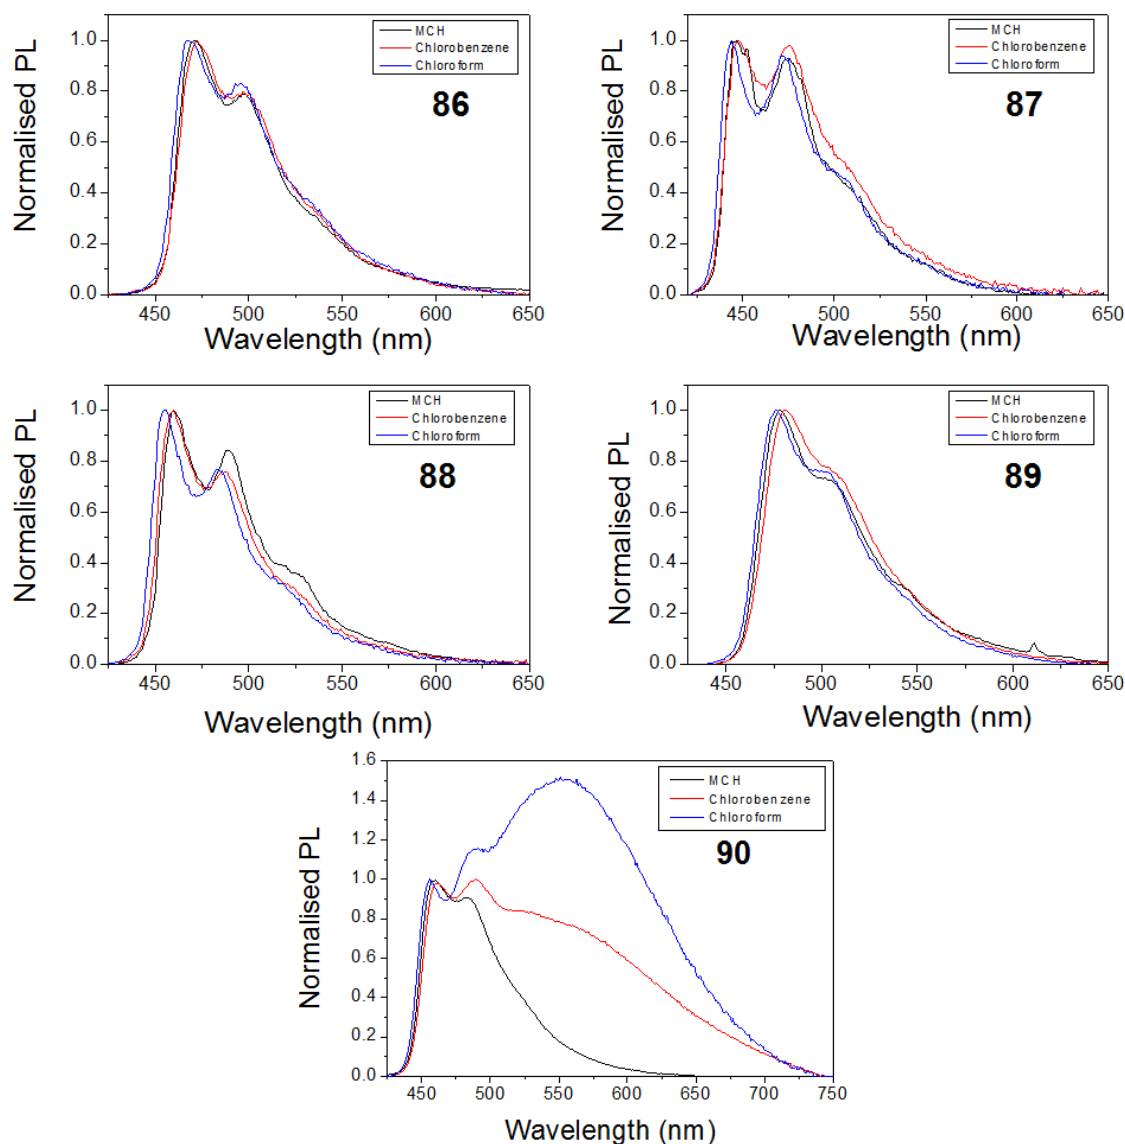 Normalised PL
1.0
0.8
0.6
0.4
0.2
0.0
MCH
Chlorobenzene
Chloroform
86
450
500
550
600
650
Wavelength (nm)
Normalised PL
1.0
0.8
0.6
0.4
0.2
0.0
MCH
Chlorobenzene
Chloroform
87
450
500
550
600
650
Wavelength (nm)
Normalised PL
1.0
0.8
0.6
0.4
0.2
0.0
MCH
Chlorobenzene
Chloroform
88
450
500
550
600
650
Wavelength (nm)
Normalised PL
1.0
0.8
0.6
0.4
0.2
0.0
MCH
Chlorobenzene
Chloroform
89
450
500
550
600
650
Wavelength (nm)
Normalised PL
1.6
1.4
1.2
1.0
0.8
0.6
0.4
0.2
0.0
MCH
Chlorobenzene
Chloroform
90
450
500
550
600
650
700
750
Wavelength (nm)